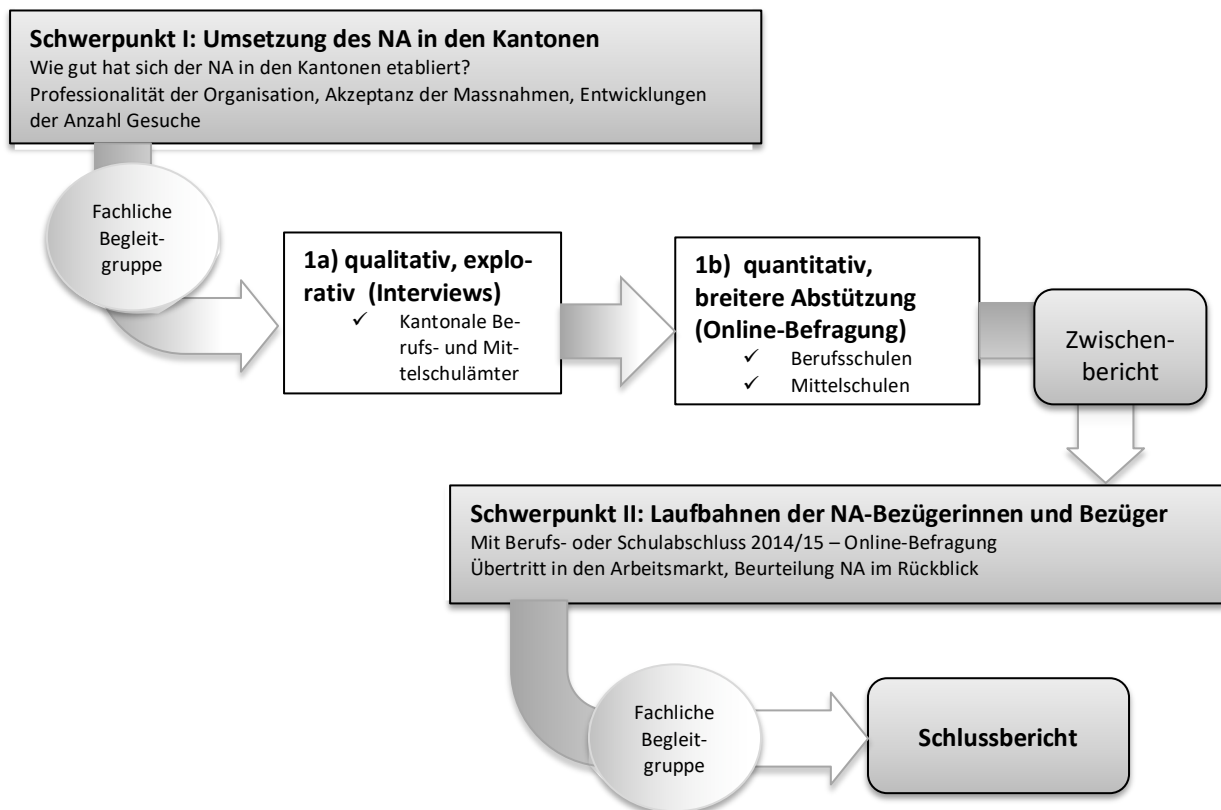 Schwerpunkt I: Umsetzung des NA in den Kantonen
Wie gut hat sich der NA in den Kantonen etabliert?
Professionalität der Organisation, Akzeptanz der Massnahmen, Entwicklungen
der Anzahl Gesuche
Fachliche
Begleit-
gruppe
1a) qualitativ, explo-
rativ (Interviews)
✓ Kantonale Be-
rufs- und Mit-
telschulämter
1b) quantitativ,
breitere Abstützung
(Online-Befragung)
✓ Berufsschulen
✓ Mittelschulen
Zwischen-
bericht
Schwerpunkt II: Laufbahnen der NA-Bezügerinnen und Bezüger
Mit Berufs- oder Schulabschluss 2014/15 – Online-Befragung
Übertritt in den Arbeitsmarkt, Beurteilung NA im Rückblick
Fachliche
Begleit-
gruppe
Schlussbericht